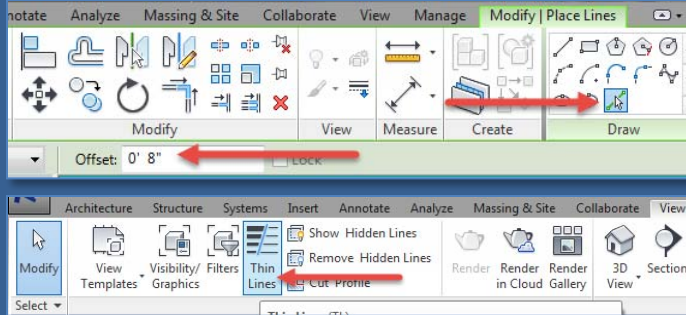 notate Analyze Massing & Site Collaborate View Manage Modify | Place Lines
Modify View Measure Create Draw
Offset: 0' 8" Lock
Architecture Structure Systems Insert Annotate Analyze Massing & Site Collaborate View
Show Hidden Lines
Remove Hidden Lines
Cut Profile
Modify View Visibility/ Filters Thin Render Render Render 3D Section
Templates Graphics Lines in Cloud Gallery View
Select